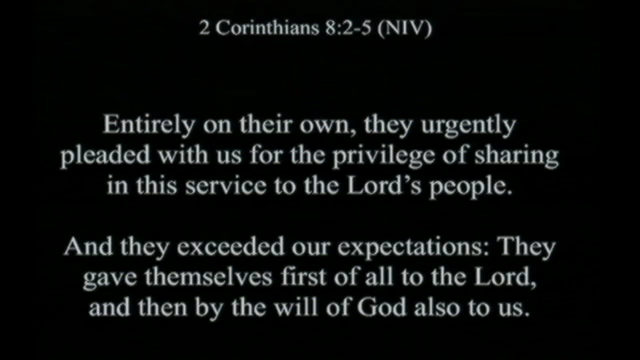 2 Corinthians 8:2-5 (NIV)
Entirely on their own, they urgently
pleaded with us for the privilege of sharing
in this service to the Lord’s people.
And they exceeded our expectations: They
gave themselves first of all to the Lord,
and then by the will of God also to us.